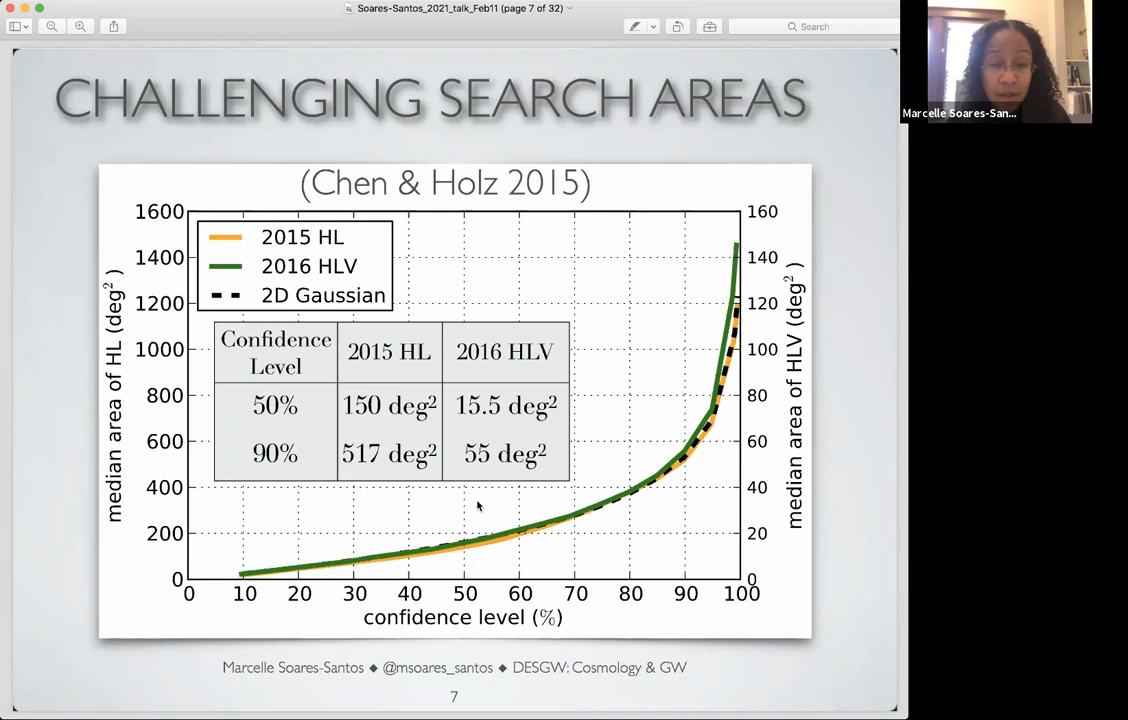 Soares-Santos_2021_talk_Feb11 (page 7 of 32)
Search
Marcelle Soares-San...
CHALLENGING SEARCH AREAS
(Chen & Holz 2015)
1600
1400
1200
1000
800
600
400
200
0
median area of HL (deg²)
2015 HL
2016 HLV
2D Gaussian
Confidence Level 2015 HL 2016 HLV
50% 150 deg² 15.5 deg²
90% 517 deg² 55 deg²
160
140
120
100
80
60
40
20
0
median area of HLV (deg²)
0 10 20 30 40 50 60 70 80 90 100
confidence level (%)
Marcelle Soares-Santos ◆ @msoares_santos ◆ DESGW: Cosmology & GW
7